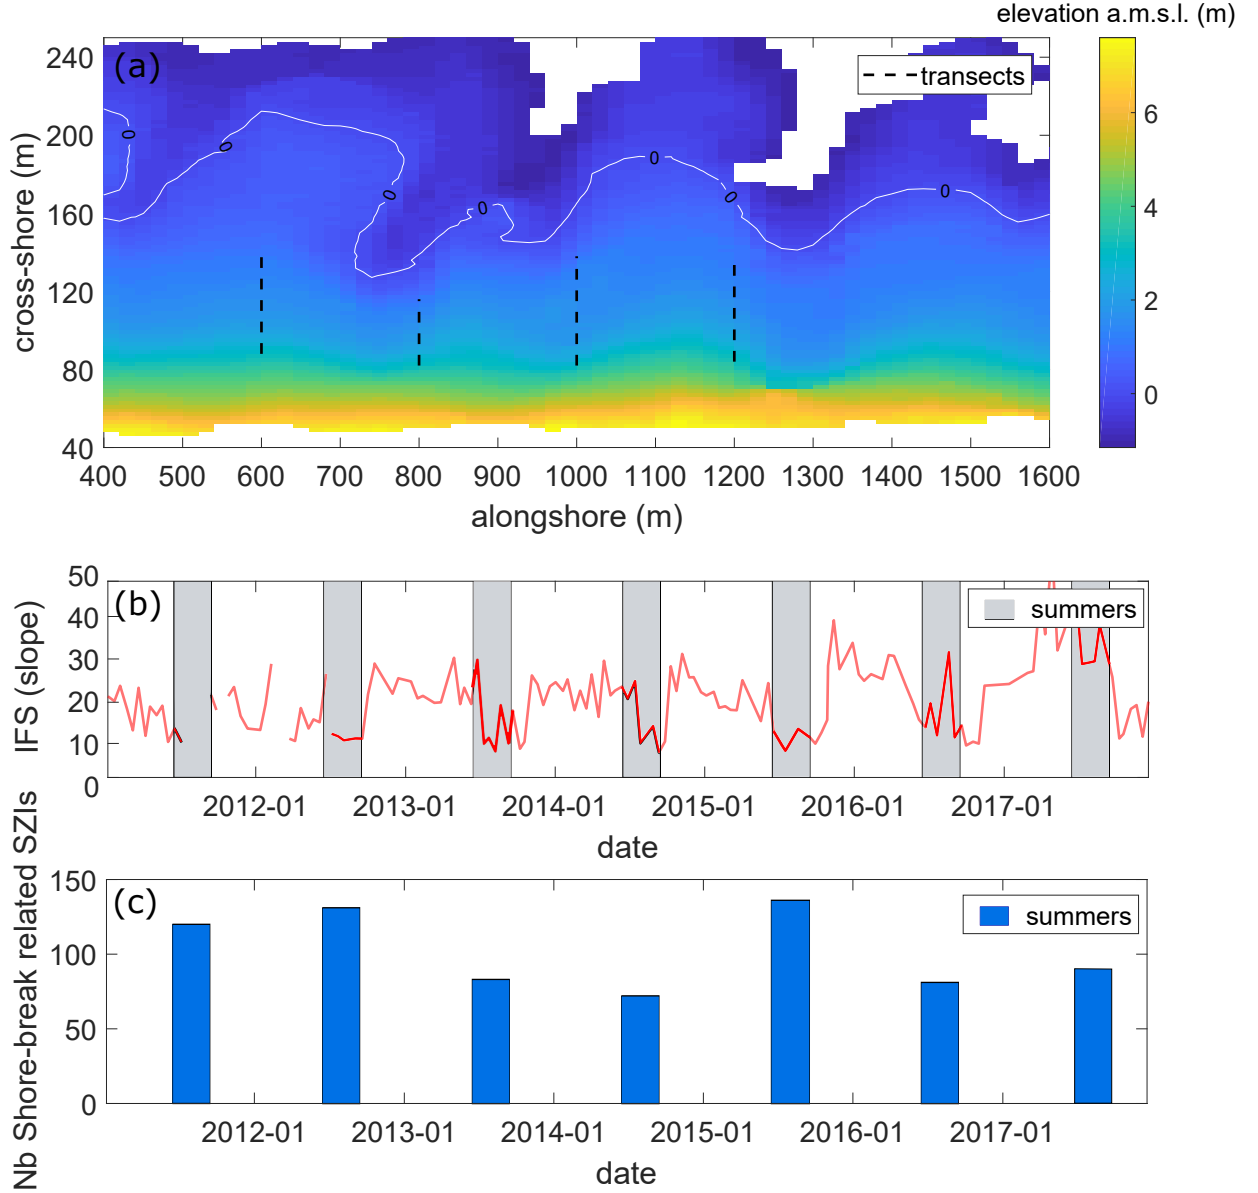 elevation a.m.s.l. (m)
(a)
transects
cross-shore (m)
240
200
160
120
80
40
0
0
0
0
0
0
0
400 500 600 700 800 900 1000 1100 1200 1300 1400 1500 1600
alongshore (m)
6
4
2
0
(b)
summers
IFS (slope)
50
40
30
20
10
0
2012-01 2013-01 2014-01 2015-01 2016-01 2017-01
date
(c)
summers
Nb Shore-break related SZIs
150
100
50
0
2012-01 2013-01 2014-01 2015-01 2016-01 2017-01
date